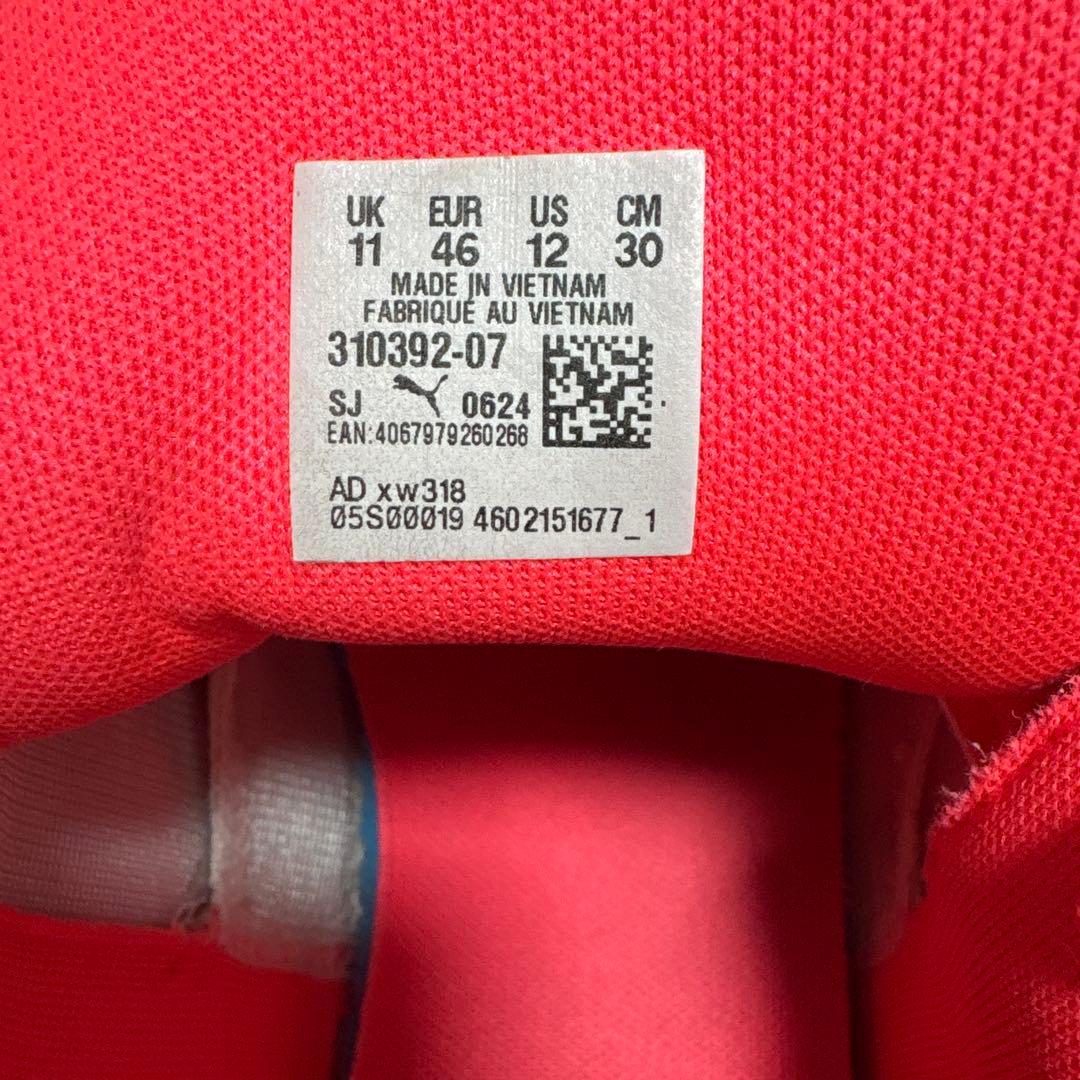 UK EUR US CM
11 46 12 30
MADE IN VIETNAM
FABRIQUÉ AU VIETNAM
310392-07
SJ 0624
EAN:4067979260268
AD xw318
05S00019 4602151677_1